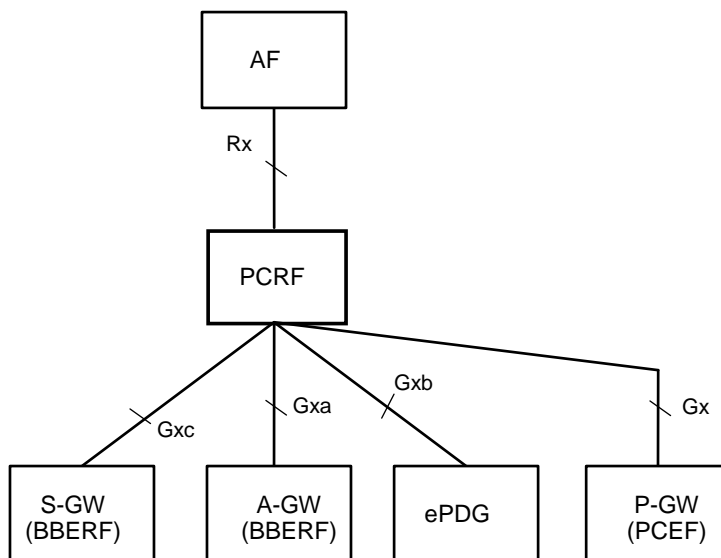 AF
Rx
PCRF
Gxc
Gxa
Gxb
Gx
S-GW
(BBERF)
A-GW
(BBERF)
ePDG
P-GW
(PCEF)